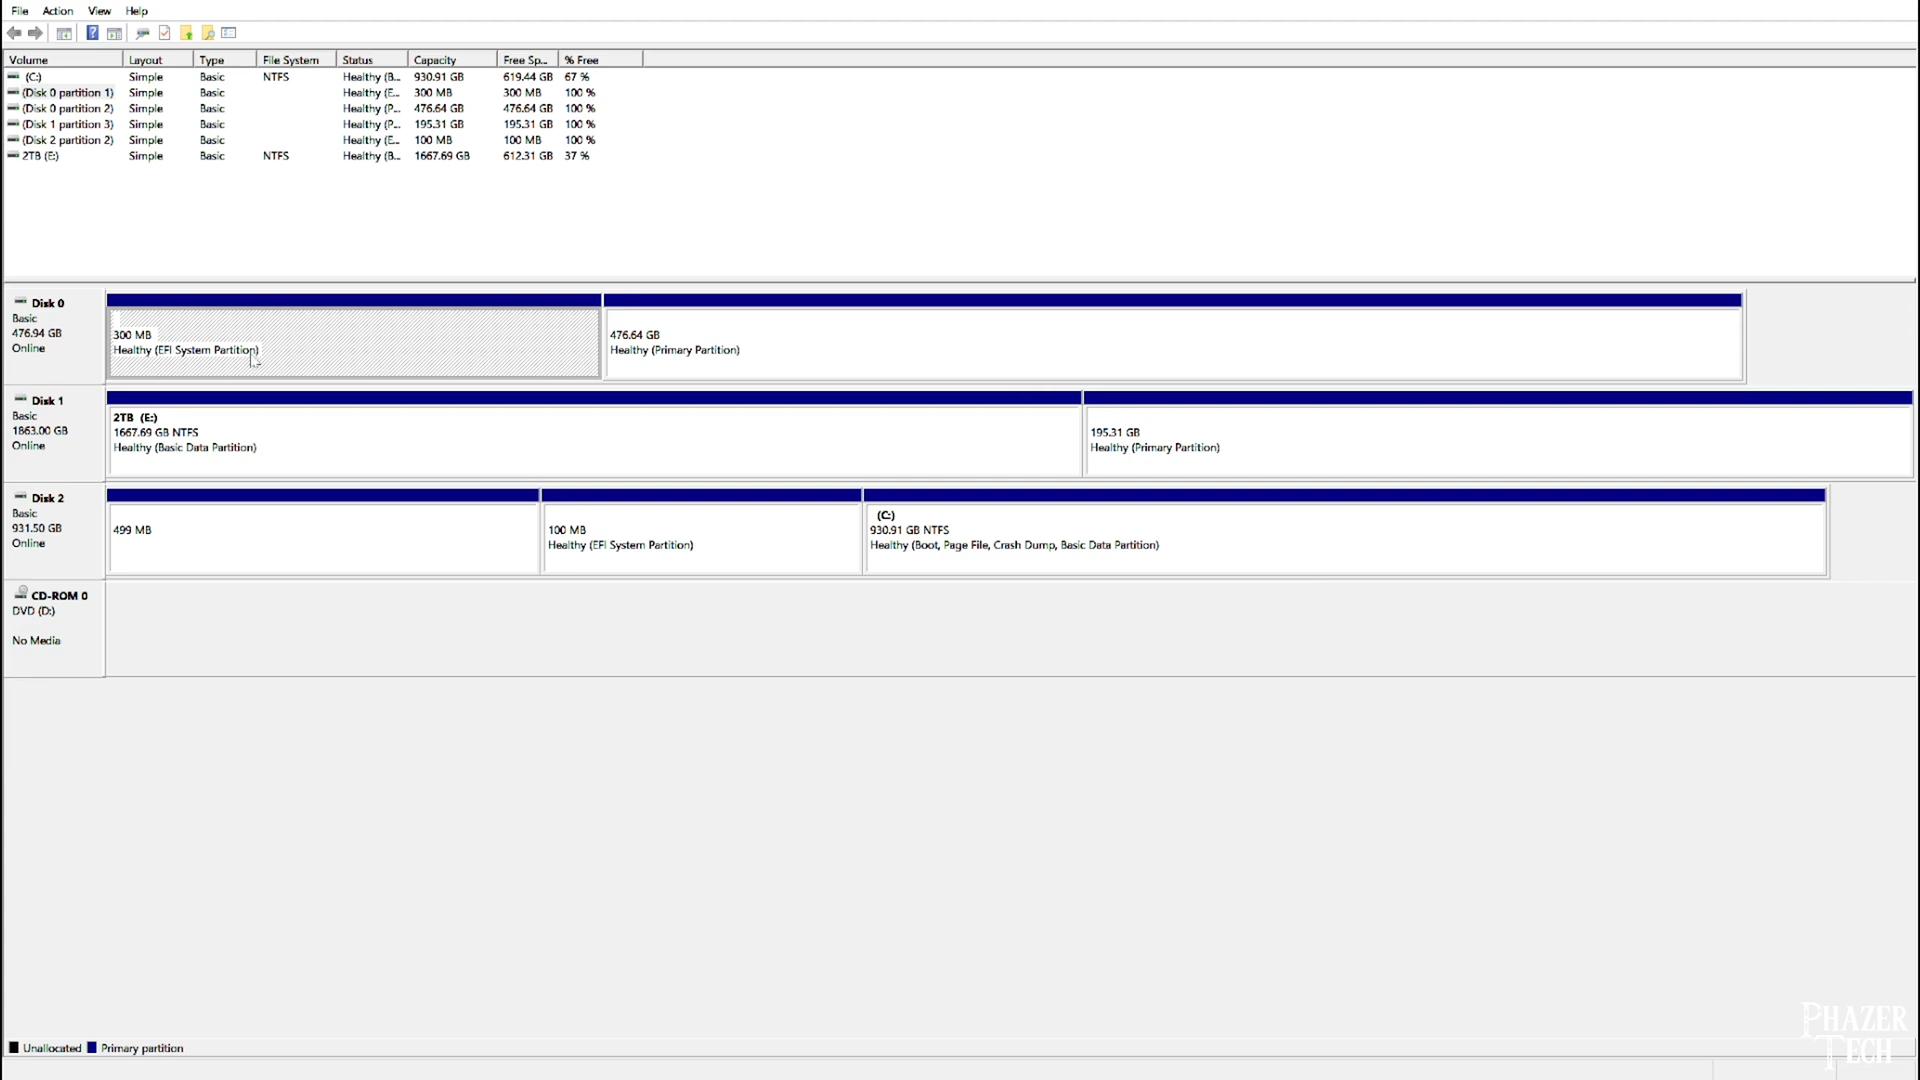 File Action View Help
Volume Layout Type File System Status Capacity Free Sp... % Free
(C:) Simple Basic NTFS Healthy (B... 930.91 GB 619.44 GB 67 %
(Disk 0 partition 1) Simple Basic Healthy (E... 300 MB 300 MB 100 %
(Disk 0 partition 2) Simple Basic Healthy (P... 476.64 GB 476.64 GB 100 %
(Disk 1 partition 3) Simple Basic Healthy (P... 195.31 GB 195.31 GB 100 %
(Disk 2 partition 2) Simple Basic Healthy (E... 100 MB 100 MB 100 %
2TB (E:) Simple Basic NTFS Healthy (B... 1667.69 GB 612.31 GB 37 %
Disk 0
Basic
476.94 GB
Online
300 MB
Healthy (EFI System Partition)
476.64 GB
Healthy (Primary Partition)
Disk 1
Basic
1863.00 GB
Online
2TB (E:)
1667.69 GB NTFS
Healthy (Basic Data Partition)
195.31 GB
Healthy (Primary Partition)
Disk 2
Basic
931.50 GB
Online
499 MB
100 MB
Healthy (EFI System Partition)
(C:)
930.91 GB NTFS
Healthy (Boot, Page File, Crash Dump, Basic Data Partition)
CD-ROM 0
DVD (D:)
No Media
Unallocated Primary partition
PHAZER
TECH